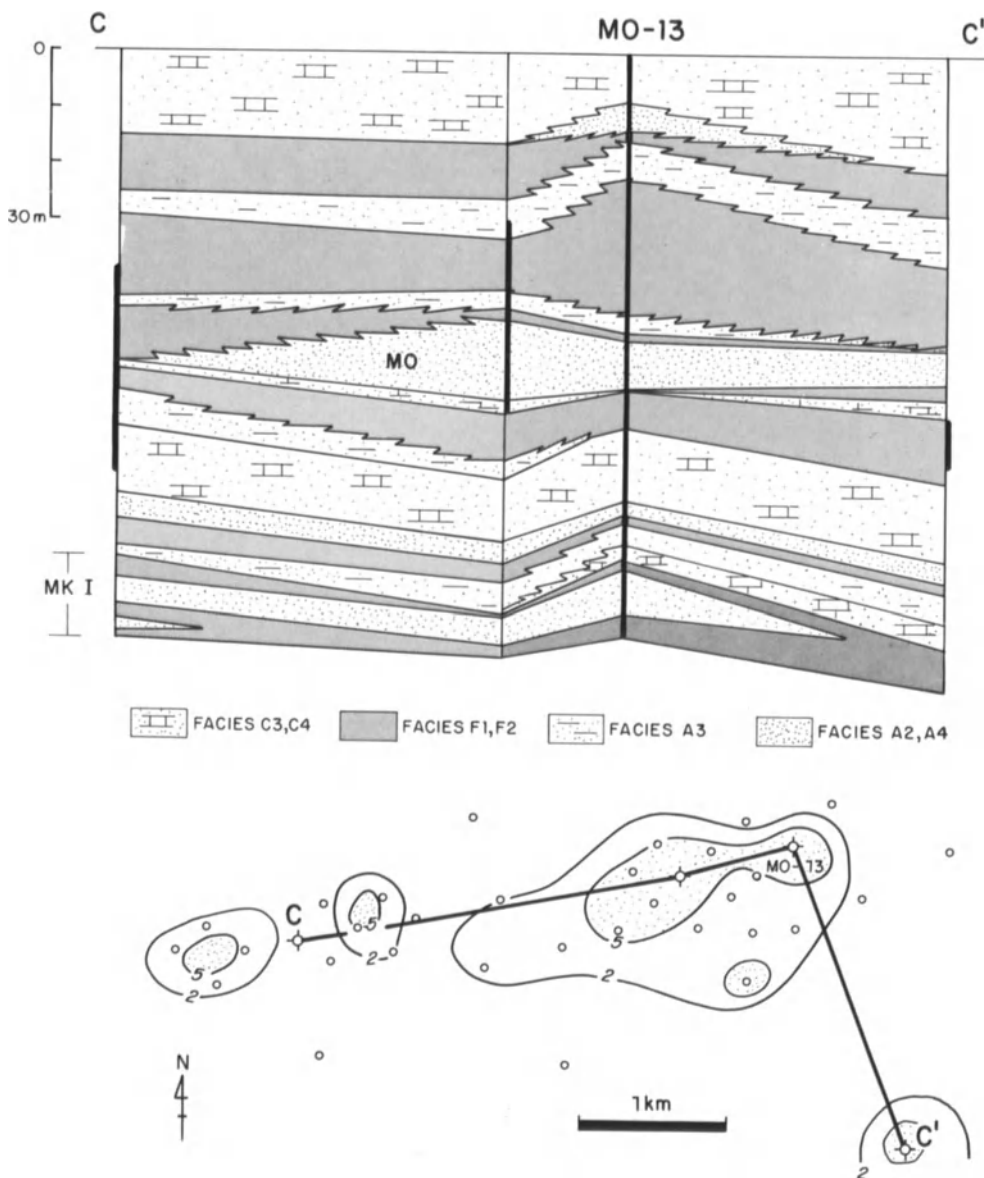 C MO-13 C'
0
30m
MO
MK I
FACIES C3,C4 FACIES F1,F2 FACIES A3 FACIES A2,A4
MO-13
C
5
5
2
5
2
2
N
1km
C'
2